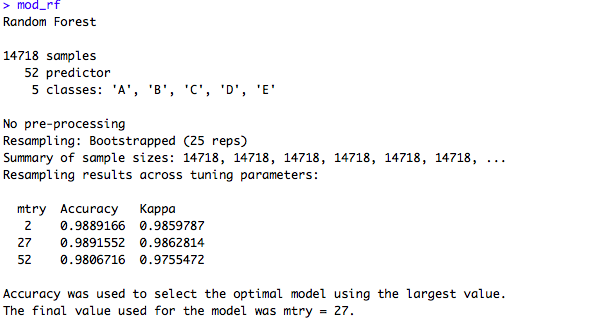 > mod_rf
Random Forest
14718 samples
52 predictor
5 classes: 'A', 'B', 'C', 'D', 'E'
No pre-processing
Resampling: Bootstrapped (25 reps)
Summary of sample sizes: 14718, 14718, 14718, 14718, 14718, 14718, ...
Resampling results across tuning parameters:
mtry Accuracy Kappa
2 0.9889166 0.9859787
27 0.9891552 0.9862814
52 0.9806716 0.9755472
Accuracy was used to select the optimal model using the largest value.
The final value used for the model was mtry = 27.